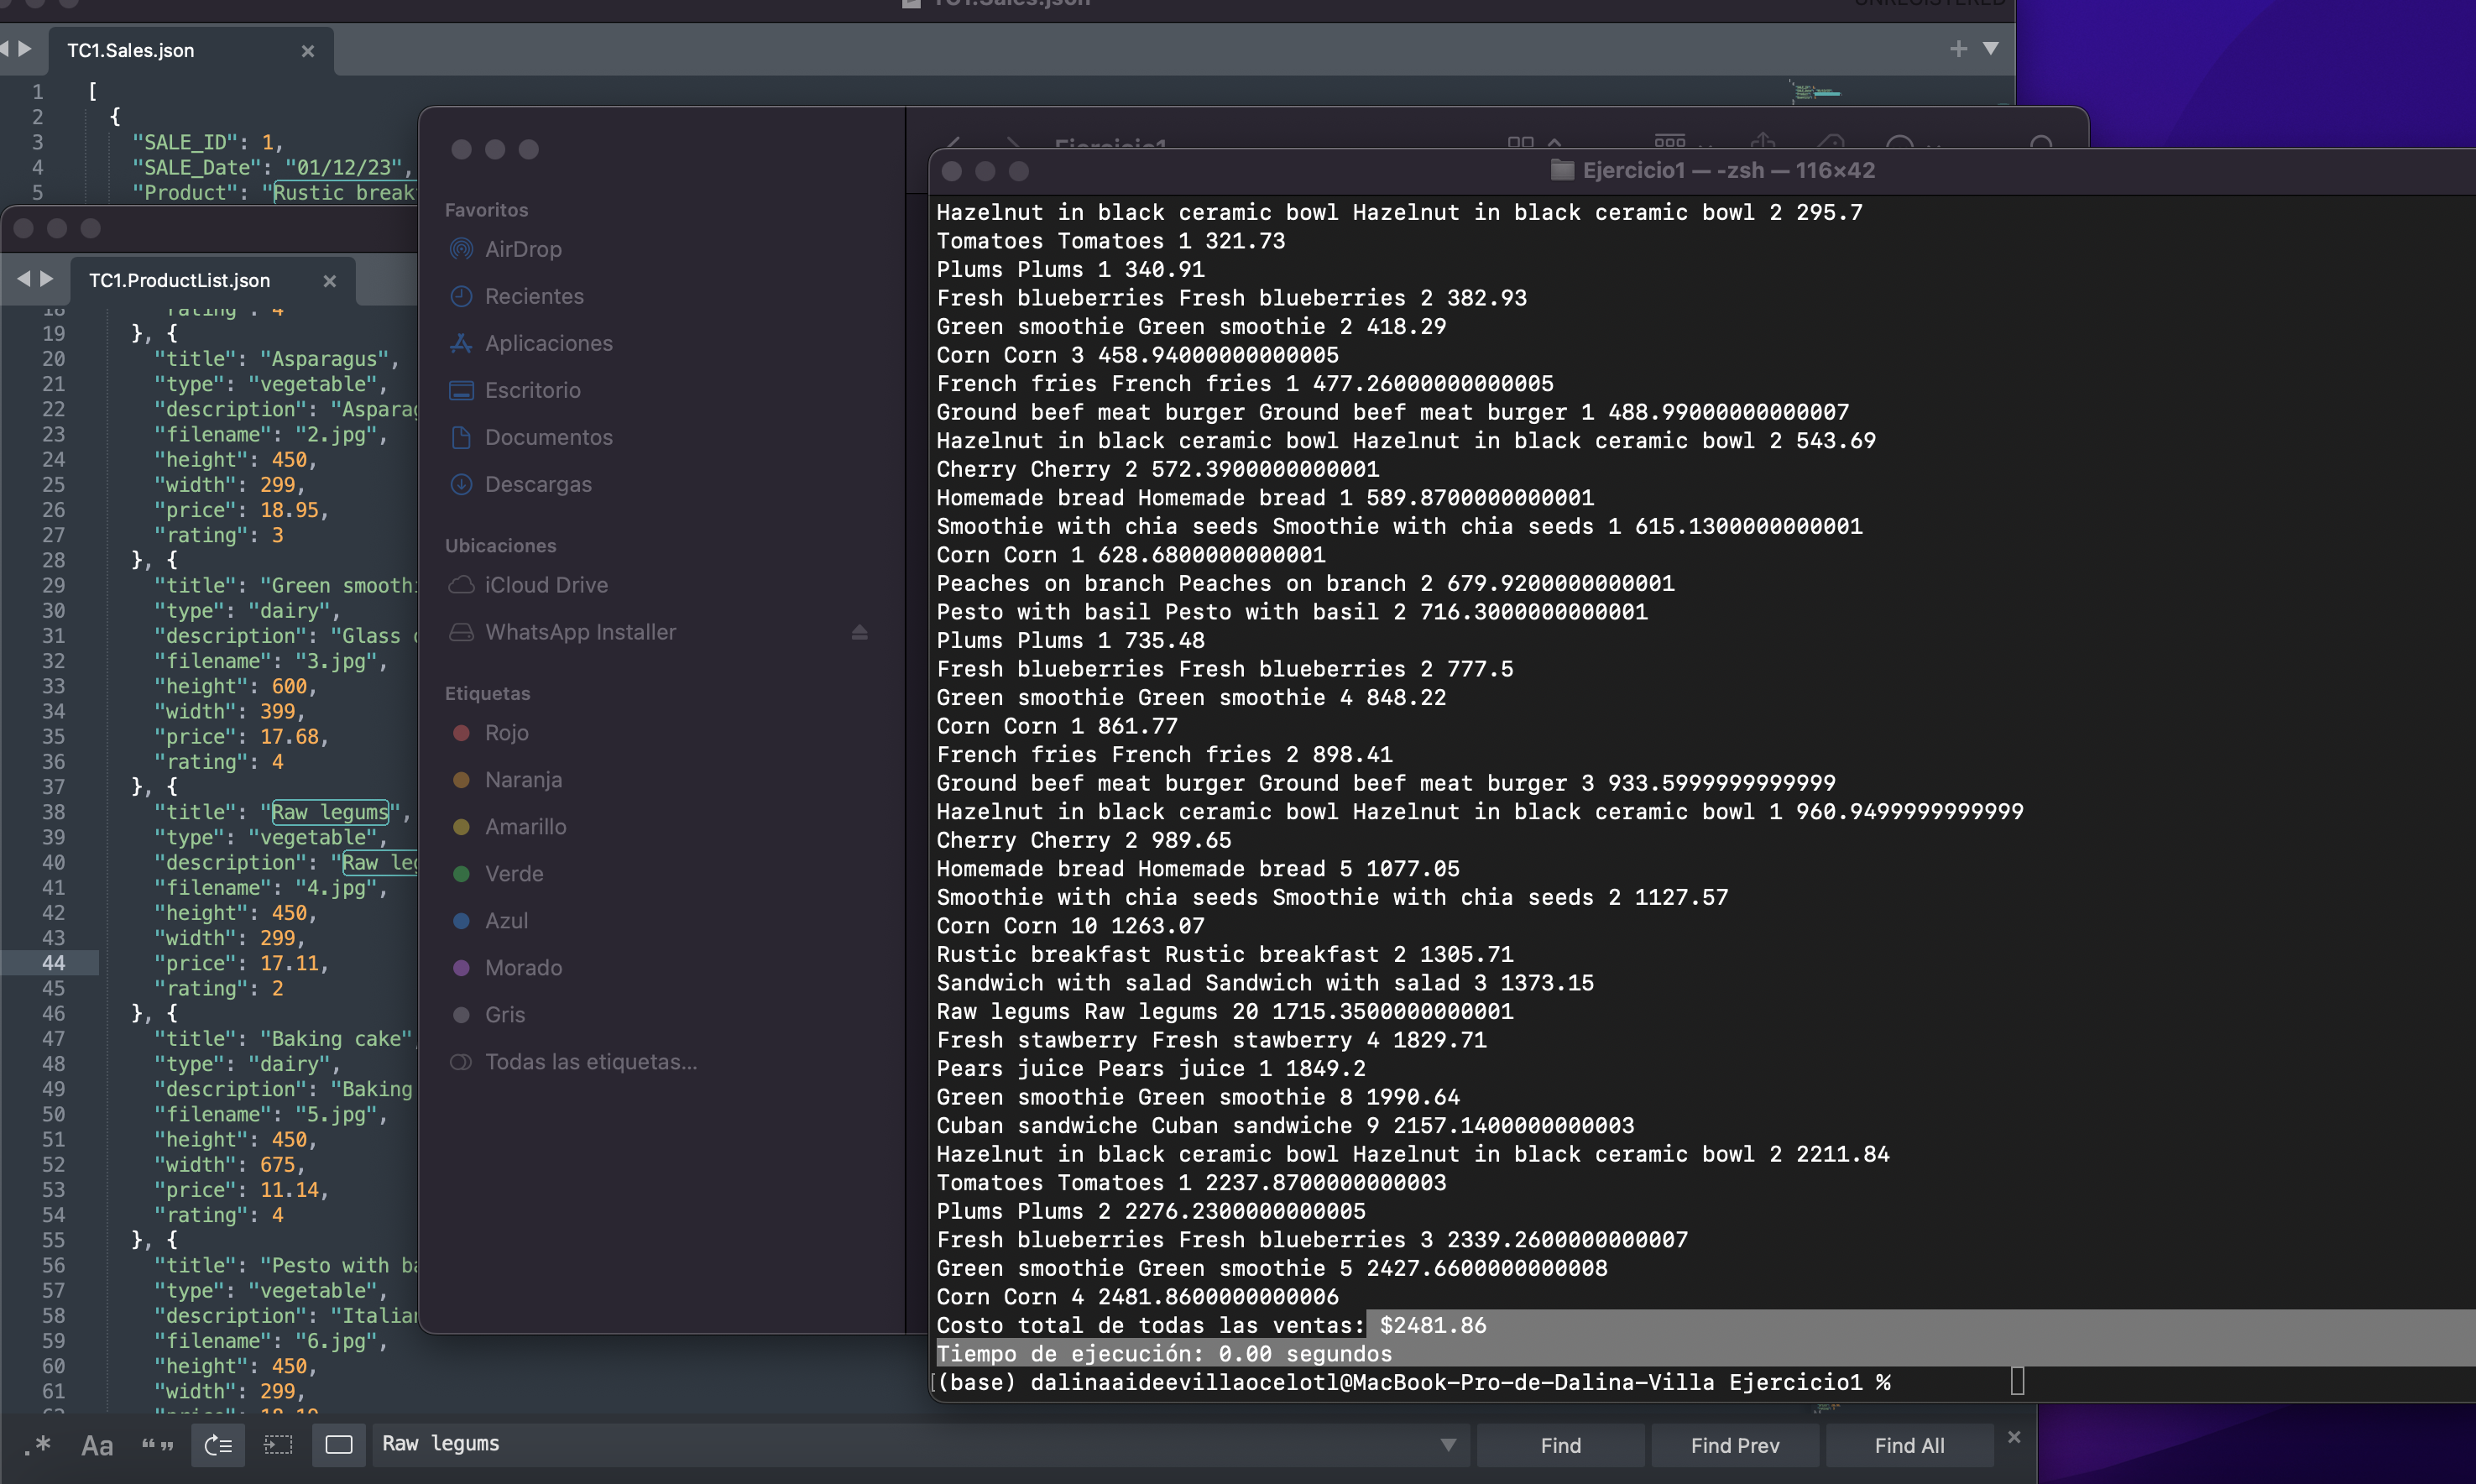 TC1.Sales.json
UNREGISTERED
TC1.Sales.json
1 [
2 {
3 "SALE_ID": 1,
4 "SALE_Date": "01/12/23",
5 "Product": "Rustic break
TC1.ProductList.json
18 rating : 4
19 }, {
20 "title": "Asparagus",
21 "type": "vegetable",
22 "description": "Asparag
23 "filename": "2.jpg",
24 "height": 450,
25 "width": 299,
26 "price": 18.95,
27 "rating": 3
28 }, {
29 "title": "Green smoothi
30 "type": "dairy",
31 "description": "Glass
32 "filename": "3.jpg",
33 "height": 600,
34 "width": 399,
35 "price": 17.68,
36 "rating": 4
37 }, {
38 "title": "Raw legums",
39 "type": "vegetable",
40 "description": "Raw leg
41 "filename": "4.jpg",
42 "height": 450,
43 "width": 299,
44 "price": 17.11,
45 "rating": 2
46 }, {
47 "title": "Baking cake"
48 "type": "dairy",
49 "description": "Baking
50 "filename": "5.jpg",
51 "height": 450,
52 "width": 675,
53 "price": 11.14,
54 "rating": 4
55 }, {
56 "title": "Pesto with ba
57 "type": "vegetable",
58 "description": "Italian
59 "filename": "6.jpg",
60 "height": 450,
61 "width": 299,
Favoritos
AirDrop
Recientes
Aplicaciones
Escritorio
Documentos
Descargas
Ubicaciones
iCloud Drive
WhatsApp Installer
Etiquetas
Rojo
Naranja
Amarillo
Verde
Azul
Morado
Gris
Todas las etiquetas...
Ejercicio1
Ejercicio1 — -zsh — 116×42
Hazelnut in black ceramic bowl Hazelnut in black ceramic bowl 2 295.7
Tomatoes Tomatoes 1 321.73
Plums Plums 1 340.91
Fresh blueberries Fresh blueberries 2 382.93
Green smoothie Green smoothie 2 418.29
Corn Corn 3 458.94000000000005
French fries French fries 1 477.26000000000005
Ground beef meat burger Ground beef meat burger 1 488.99000000000007
Hazelnut in black ceramic bowl Hazelnut in black ceramic bowl 2 543.69
Cherry Cherry 2 572.3900000000001
Homemade bread Homemade bread 1 589.8700000000001
Smoothie with chia seeds Smoothie with chia seeds 1 615.1300000000001
Corn Corn 1 628.6800000000001
Peaches on branch Peaches on branch 2 679.9200000000001
Pesto with basil Pesto with basil 2 716.3000000000001
Plums Plums 1 735.48
Fresh blueberries Fresh blueberries 2 777.5
Green smoothie Green smoothie 4 848.22
Corn Corn 1 861.77
French fries French fries 2 898.41
Ground beef meat burger Ground beef meat burger 3 933.5999999999999
Hazelnut in black ceramic bowl Hazelnut in black ceramic bowl 1 960.9499999999999
Cherry Cherry 2 989.65
Homemade bread Homemade bread 5 1077.05
Smoothie with chia seeds Smoothie with chia seeds 2 1127.57
Corn Corn 10 1263.07
Rustic breakfast Rustic breakfast 2 1305.71
Sandwich with salad Sandwich with salad 3 1373.15
Raw legums Raw legums 20 1715.3500000000001
Fresh stawberry Fresh stawberry 4 1829.71
Pears juice Pears juice 1 1849.2
Green smoothie Green smoothie 8 1990.64
Cuban sandwiche Cuban sandwiche 9 2157.1400000000003
Hazelnut in black ceramic bowl Hazelnut in black ceramic bowl 2 2211.84
Tomatoes Tomatoes 1 2237.8700000000003
Plums Plums 2 2276.2300000000005
Fresh blueberries Fresh blueberries 3 2339.2600000000007
Green smoothie Green smoothie 5 2427.6600000000008
Corn Corn 4 2481.8600000000006
Costo total de todas las ventas: $2481.86
Tiempo de ejecución: 0.00 segundos
(base) dalinaaideevillaocelotl@MacBook-Pro-de-Dalina-Villa Ejercicio1 %
.* Aa “” Raw legums Find Find Prev Find All